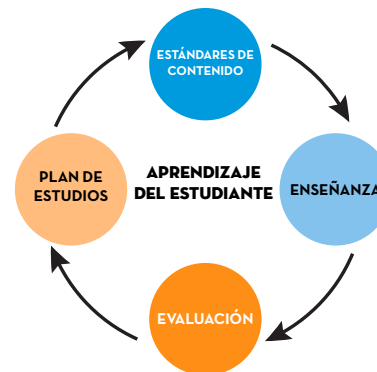 ESTÁNDARES DE
CONTENIDO
PLAN DE
ESTUDIOS
APRENDIZAJE
DEL ESTUDIANTE
ENSEÑANZA
EVALUACIÓN